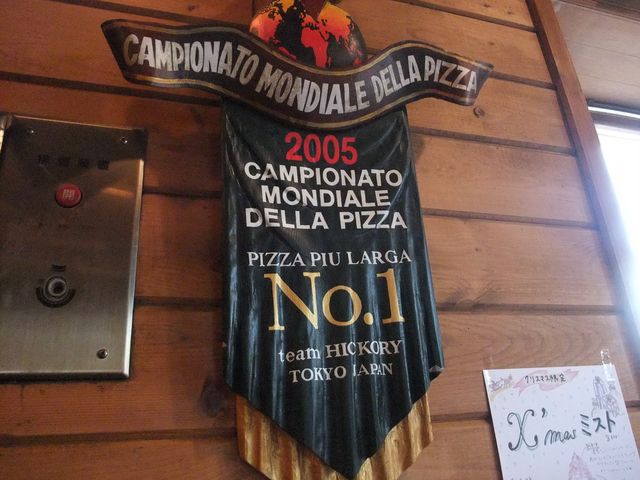 CAMPIONATO MONDIALE DELLA PIZZA
2005
CAMPIONATO
MONDIALE
DELLA PIZZA
PIZZA PIU LARGA
No.1
team HICKORY
TOKYO JAPAN
開
X'mas ミスト